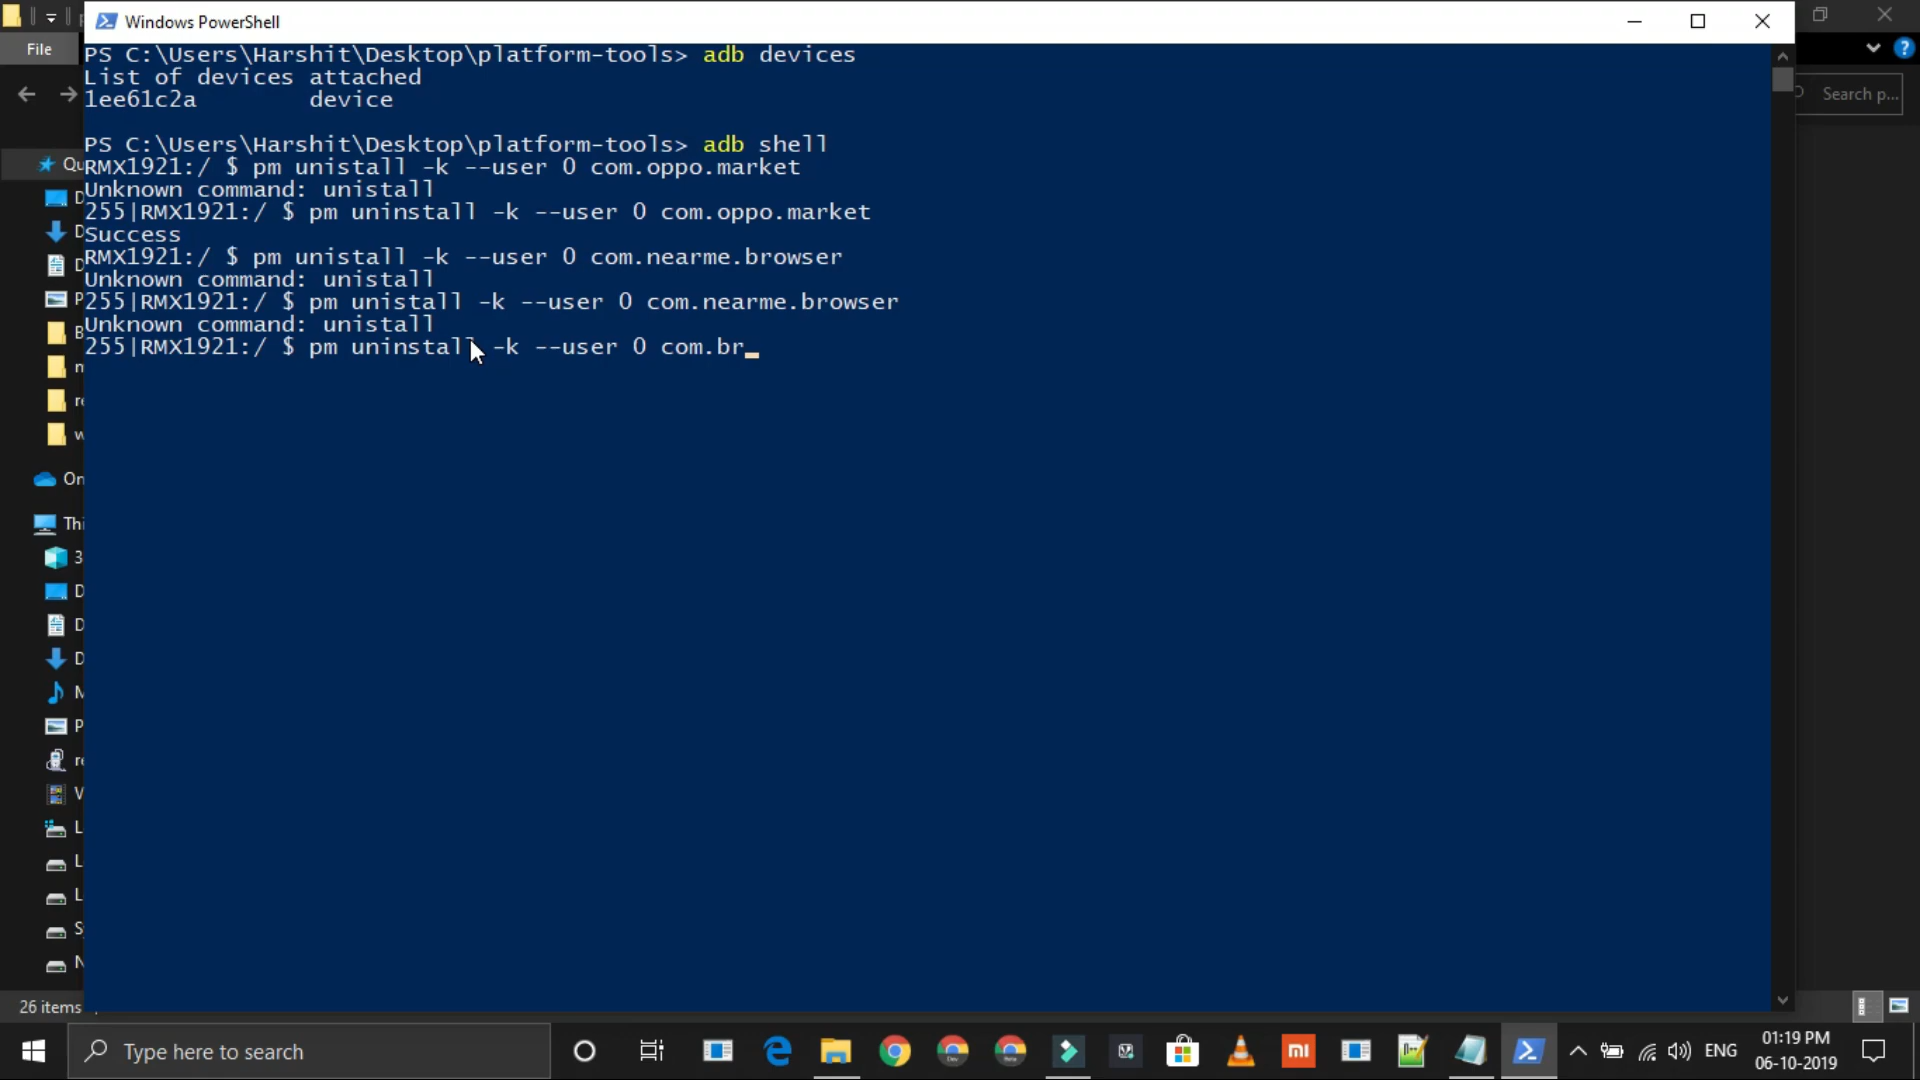 Windows PowerShell
File
PS C:\Users\Harshit\Desktop\platform-tools> adb devices
List of devices attached
1ee61c2a device
Search p...
PS C:\Users\Harshit\Desktop\platform-tools> adb shell
RMX1921:/ $ pm unistall -k --user 0 com.oppo.market
Unknown command: unistall
255|RMX1921:/ $ pm uninstall -k --user 0 com.oppo.market
Success
RMX1921:/ $ pm unistall -k --user 0 com.nearme.browser
Unknown command: unistall
255|RMX1921:/ $ pm unistall -k --user 0 com.nearme.browser
Unknown command: unistall
255|RMX1921:/ $ pm uninstall -k --user 0 com.br_
26 items
Type here to search
ENG
01:19 PM
06-10-2019